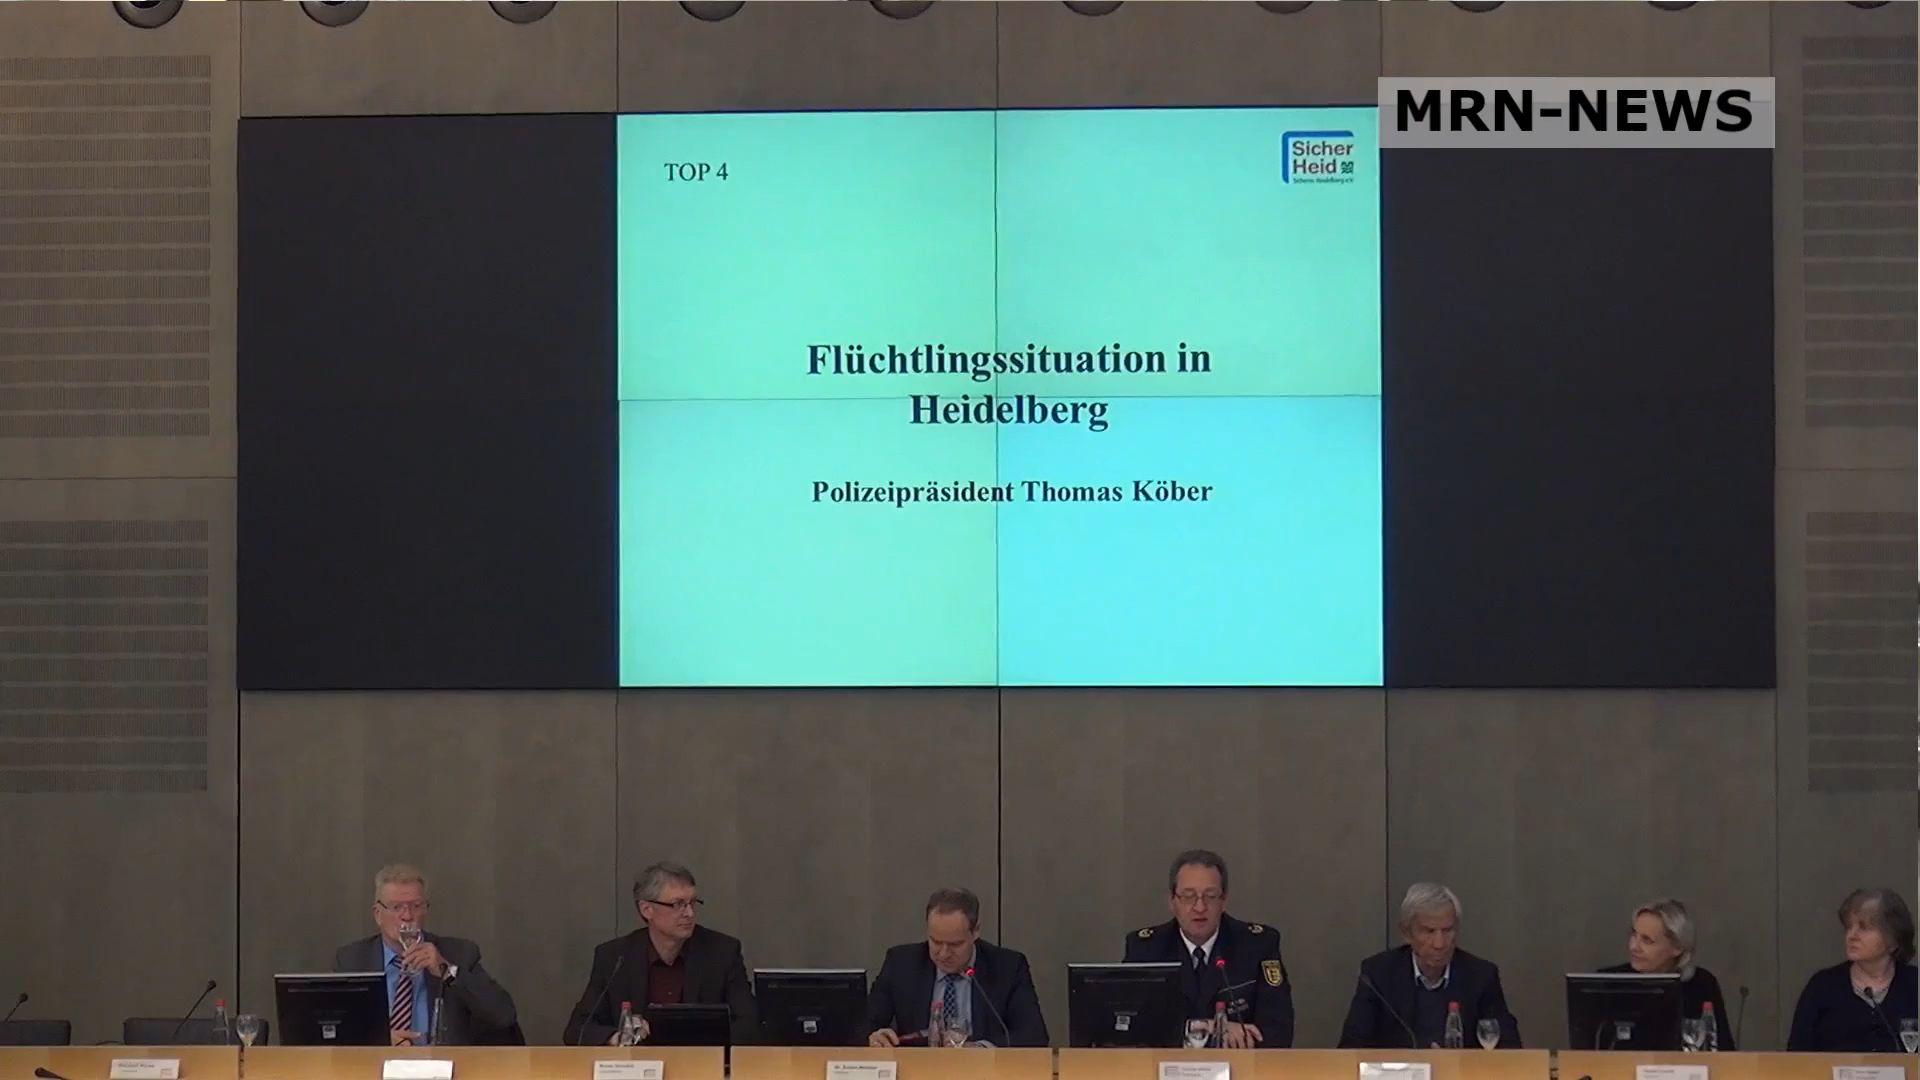 MRN-NEWS
TOP 4
Sicher
Heid
Flüchtlingssituation in
Heidelberg
Polizeipräsident Thomas Köber